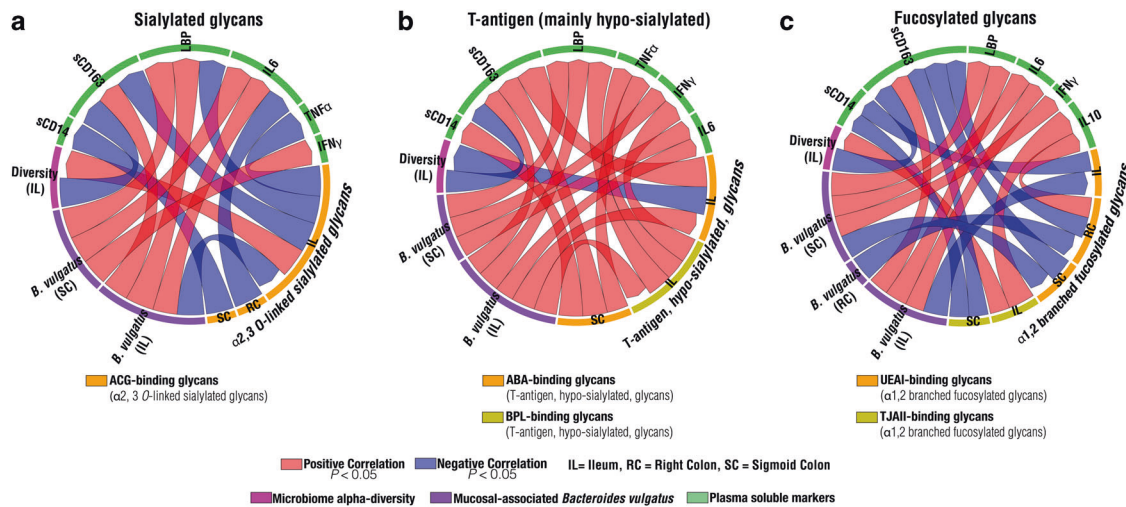 a
Sialylated glycans
LBP
sCD163
IL6
sCD14
TNFα
IFNγ
Diversity
(IL)
B. vulgatus
(SC)
B. vulgatus
(IL)
SC
RC
IL
α2,3 O-linked sialylated glycans
ACG-binding glycans
(α2, 3 O-linked sialylated glycans)
b
T-antigen (mainly hypo-sialylated)
LBP
sCD163
TNFα
IFNγ
sCD14
IL6
Diversity
(IL)
IL
B. vulgatus
(SC)
IL
B. vulgatus
(IL)
SC
T-antigen, hypo-sialylated, glycans
ABA-binding glycans
(T-antigen, hypo-sialylated, glycans)
BPL-binding glycans
(T-antigen, hypo-sialylated, glycans)
c
Fucosylated glycans
LBP
sCD163
IL6
IFNγ
sCD14
IL10
Diversity
(IL)
IL
B. vulgatus
(SC)
RC
B. vulgatus
(RC)
SC
B. vulgatus
(IL)
SC
IL
α1,2 branched fucosylated glycans
UEAI-binding glycans
(α1,2 branched fucosylated glycans)
TJAII-binding glycans
(α1,2 branched fucosylated glycans)
Positive Correlation
P < 0.05
Negative Correlation
P < 0.05
IL= Ileum, RC = Right Colon, SC = Sigmoid Colon
Microbiome alpha-diversity
Mucosal-associated Bacteroides vulgatus
Plasma soluble markers